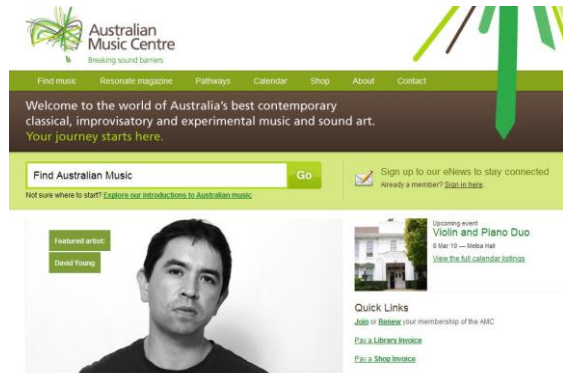 Australian
Music Centre
Breaking sound barriers
Find music Resonate magazine Pathways Calendar Shop About Contact
Welcome to the world of Australia's best contemporary
classical, improvisatory and experimental music and sound art.
Your journey starts here.
Find Australian Music Go
Not sure where to start? Explore our introductions to Australian music
Sign up to our eNews to stay connected
Already a member? Sign in here.
Featured artist:
David Young
Upcoming event
Violin and Piano Duo
8 Mar 10 — Melba Hall
View the full calendar listings
Quick Links
Join or Renew your membership of the AMC
Pay a Library Invoice
Pay a Shop Invoice